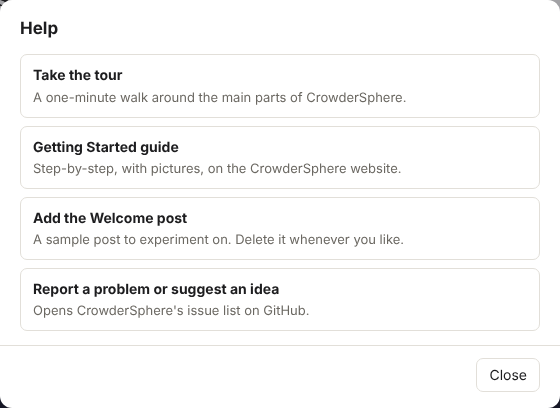 Help
Take the tour
A one-minute walk around the main parts of CrowderSphere.
Getting Started guide
Step-by-step, with pictures, on the CrowderSphere website.
Add the Welcome post
A sample post to experiment on. Delete it whenever you like.
Report a problem or suggest an idea
Opens CrowderSphere's issue list on GitHub.
Close